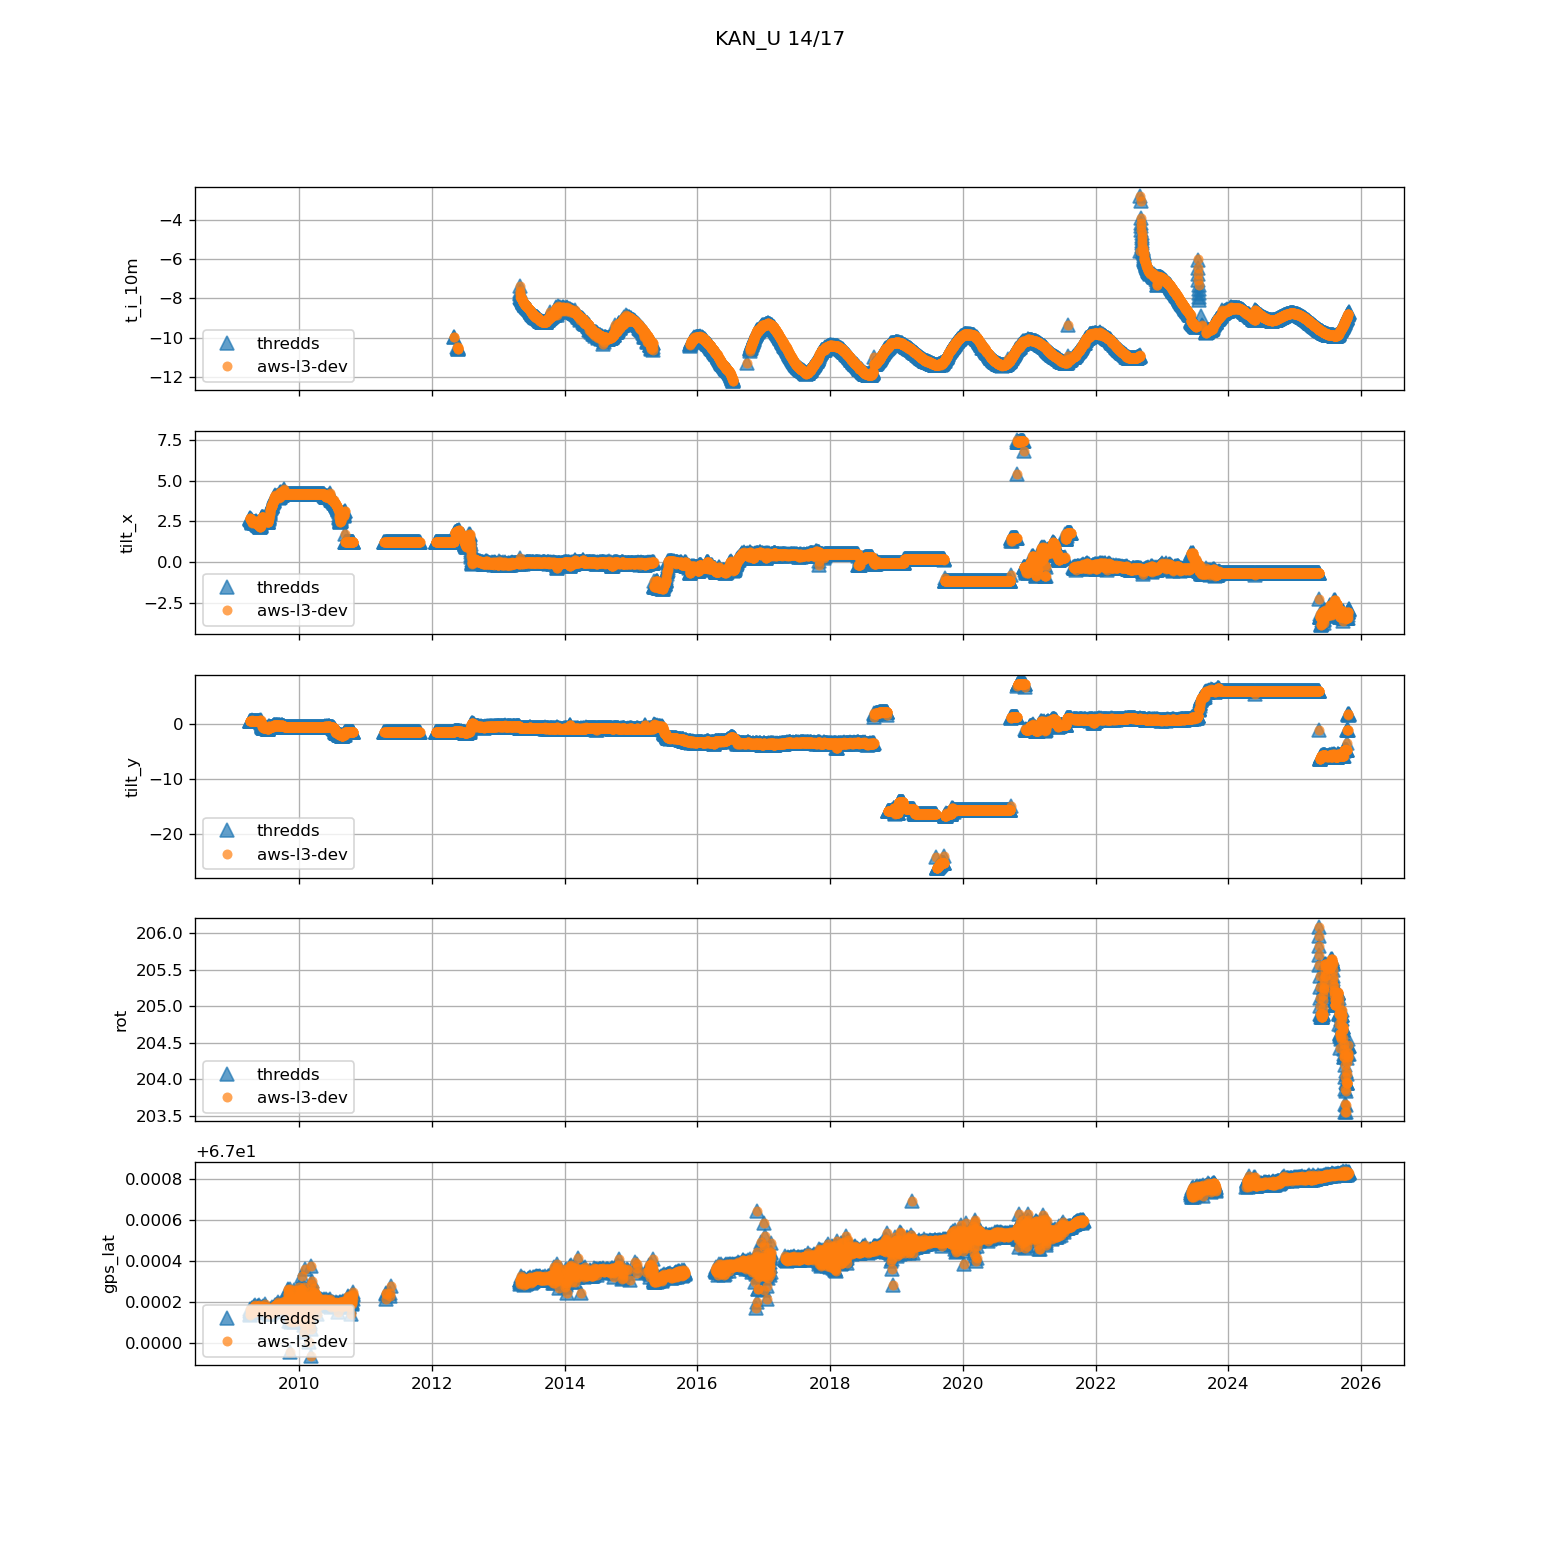 KAN_U 14/17
t_i_10m
−4
−6
−8
−10
−12
thredds
aws-l3-dev
tilt_x
7.5
5.0
2.5
0.0
−2.5
thredds
aws-l3-dev
tilt_y
0
−10
−20
thredds
aws-l3-dev
rot
206.0
205.5
205.0
204.5
204.0
203.5
thredds
aws-l3-dev
+6.7e1
gps_lat
0.0008
0.0006
0.0004
0.0002
0.0000
thredds
aws-l3-dev
2010 2012 2014 2016 2018 2020 2022 2024 2026